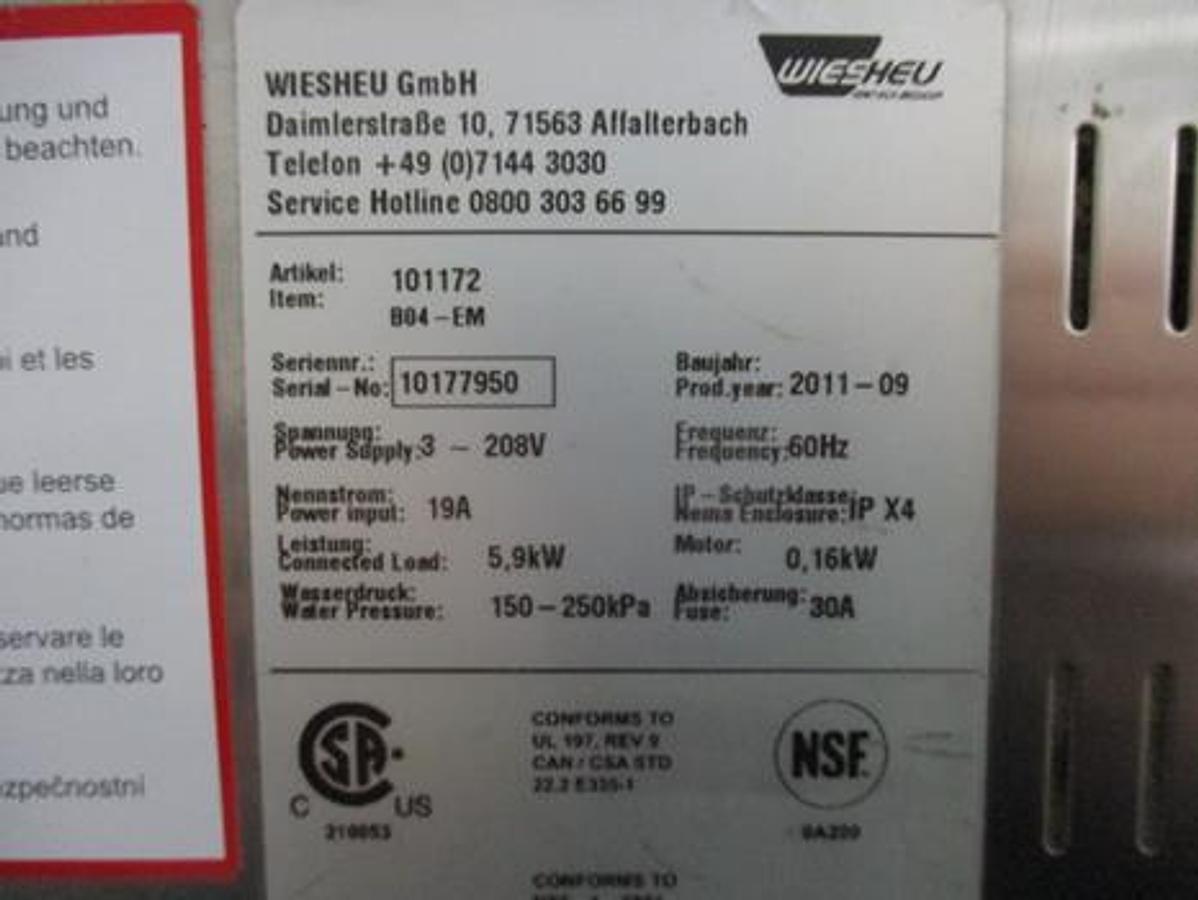 ung und
beachten.
and
i et les
ue leerse
normas de
servare le
zza nella loro
zpečnostni
WIESHEU
WIESHEU GmbH
Daimlerstraße 10, 71563 Affalterbach
Telefon +49 (0)7144 3030
Service Hotline 0800 303 66 99
Artikel: 101172
Item: B04-EM
Seriennr.:
Serial-No: 10177950
Baujahr:
Prod.year: 2011-09
Spannung:
Power Supply: 3 ~ 208V
Frequenz:
Frequency: 60Hz
Nennstrom:
Power input: 19A
IP-Schutzklasse:
Nema Enclosure: IP X4
Leistung:
Connected Load: 5,9kW
Motor: 0,16kW
Wasserdruck:
Water Pressure: 150-250kPa
Absicherung:
Fuse: 30A
SA
C US
210053
CONFORMS TO
UL 197, REV 9
CAN / CSA STD
22.2 E335-1
NSF.
CONFORMS TO